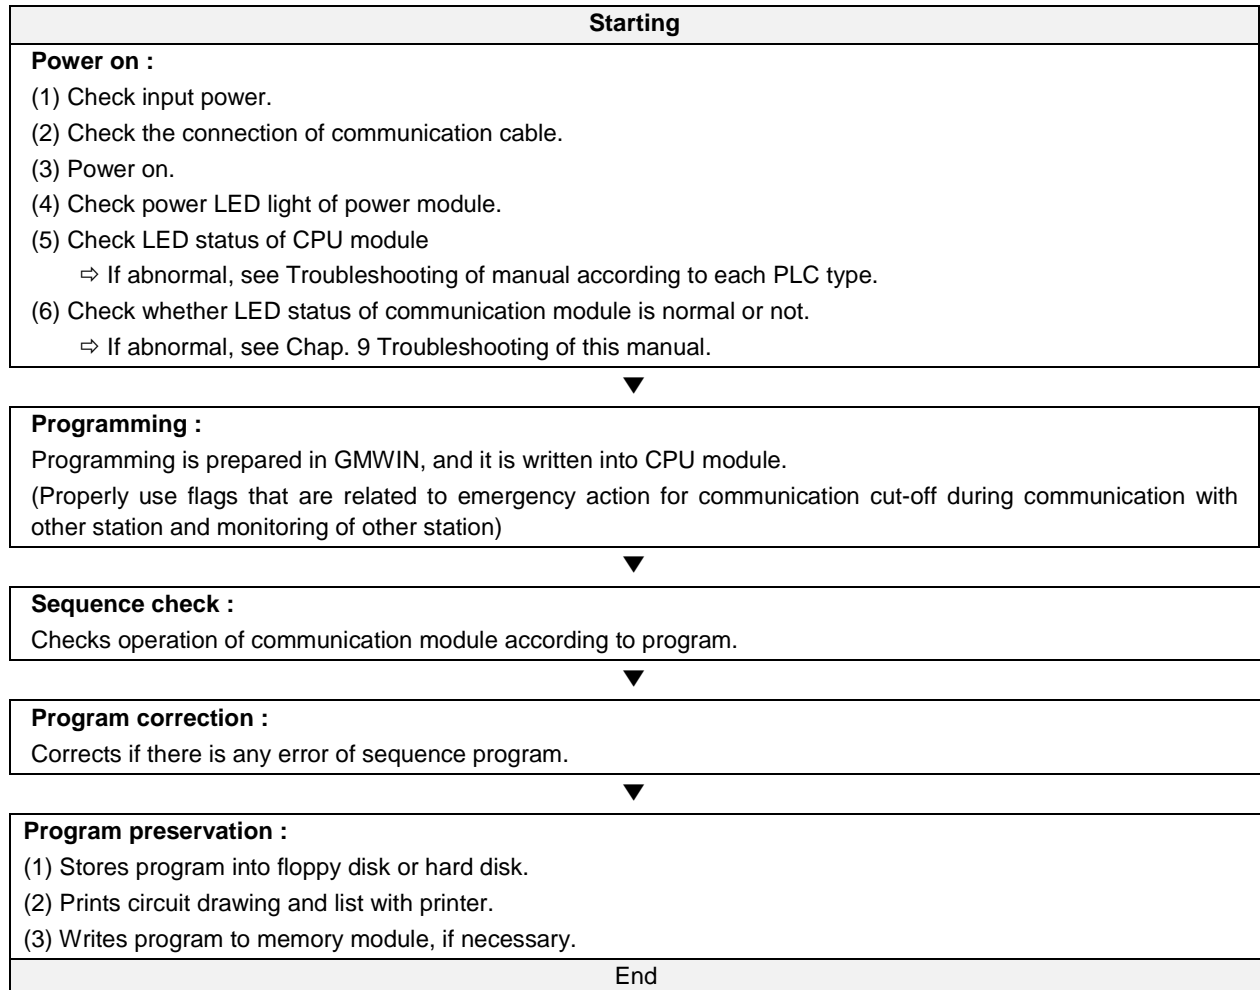 Starting
Power on :
(1) Check input power.
(2) Check the connection of communication cable.
(3) Power on.
(4) Check power LED light of power module.
(5) Check LED status of CPU module
⇨ If abnormal, see Troubleshooting of manual according to each PLC type.
(6) Check whether LED status of communication module is normal or not.
⇨ If abnormal, see Chap. 9 Troubleshooting of this manual.
Programming :
Programming is prepared in GMWIN, and it is written into CPU module.
(Properly use flags that are related to emergency action for communication cut-off during communication with
other station and monitoring of other station)
Sequence check :
Checks operation of communication module according to program.
Program correction :
Corrects if there is any error of sequence program.
Program preservation :
(1) Stores program into floppy disk or hard disk.
(2) Prints circuit drawing and list with printer.
(3) Writes program to memory module, if necessary.
End